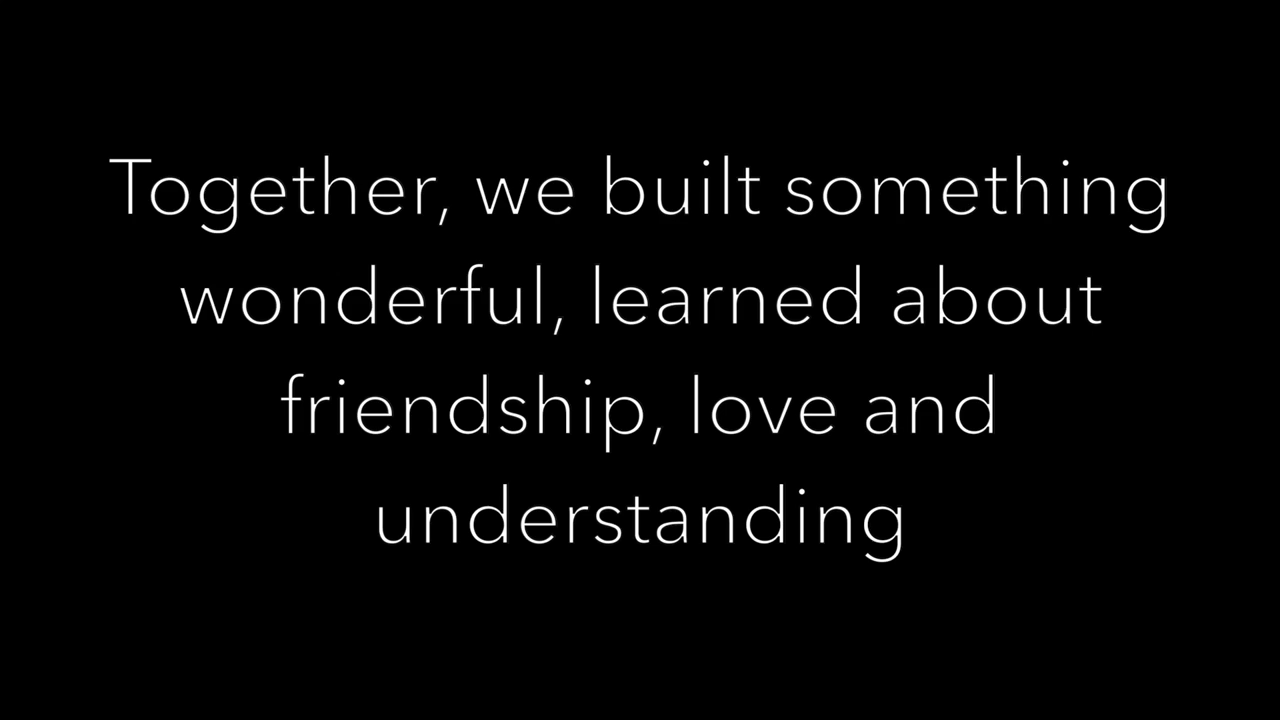 Together, we built something
wonderful, learned about
friendship, love and
understanding